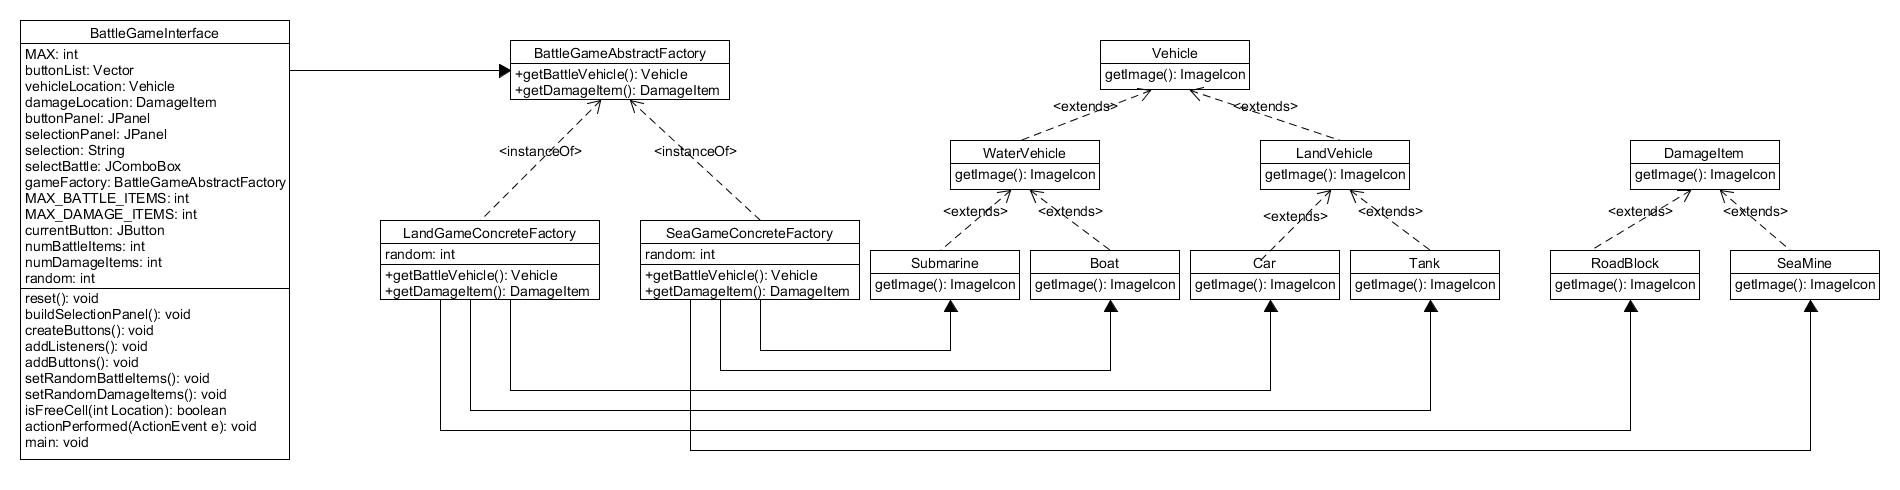 BattleGameInterface
MAX: int
buttonList: Vector
vehicleLocation: Vehicle
damageLocation: DamageItem
buttonPanel: JPanel
selectionPanel: JPanel
selection: String
selectBattle: JComboBox
gameFactory: BattleGameAbstractFactory
MAX_BATTLE_ITEMS: int
MAX_DAMAGE_ITEMS: int
currentButton: JButton
numBattleItems: int
numDamageItems: int
random: int
reset(): void
buildSelectionPanel(): void
createButtons(): void
addListeners(): void
addButtons(): void
setRandomBattleItems(): void
setRandomDamageItems(): void
isFreeCell(int Location): boolean
actionPerformed(ActionEvent e): void
main: void
BattleGameAbstractFactory
+getBattleVehicle(): Vehicle
+getDamageItem(): DamageItem
<instanceOf>
<instanceOf>
LandGameConcreteFactory
random: int
+getBattleVehicle(): Vehicle
+getDamageItem(): DamageItem
SeaGameConcreteFactory
random: int
+getBattleVehicle(): Vehicle
+getDamageItem(): DamageItem
Vehicle
getImage(): ImageIcon
<extends>
<extends>
WaterVehicle
getImage(): ImageIcon
LandVehicle
getImage(): ImageIcon
DamageItem
getImage(): ImageIcon
<extends>
<extends>
<extends>
<extends>
<extends>
<extends>
Submarine
getImage(): ImageIcon
Boat
getImage(): ImageIcon
Car
getImage(): ImageIcon
Tank
getImage(): ImageIcon
RoadBlock
getImage(): ImageIcon
SeaMine
getImage(): ImageIcon